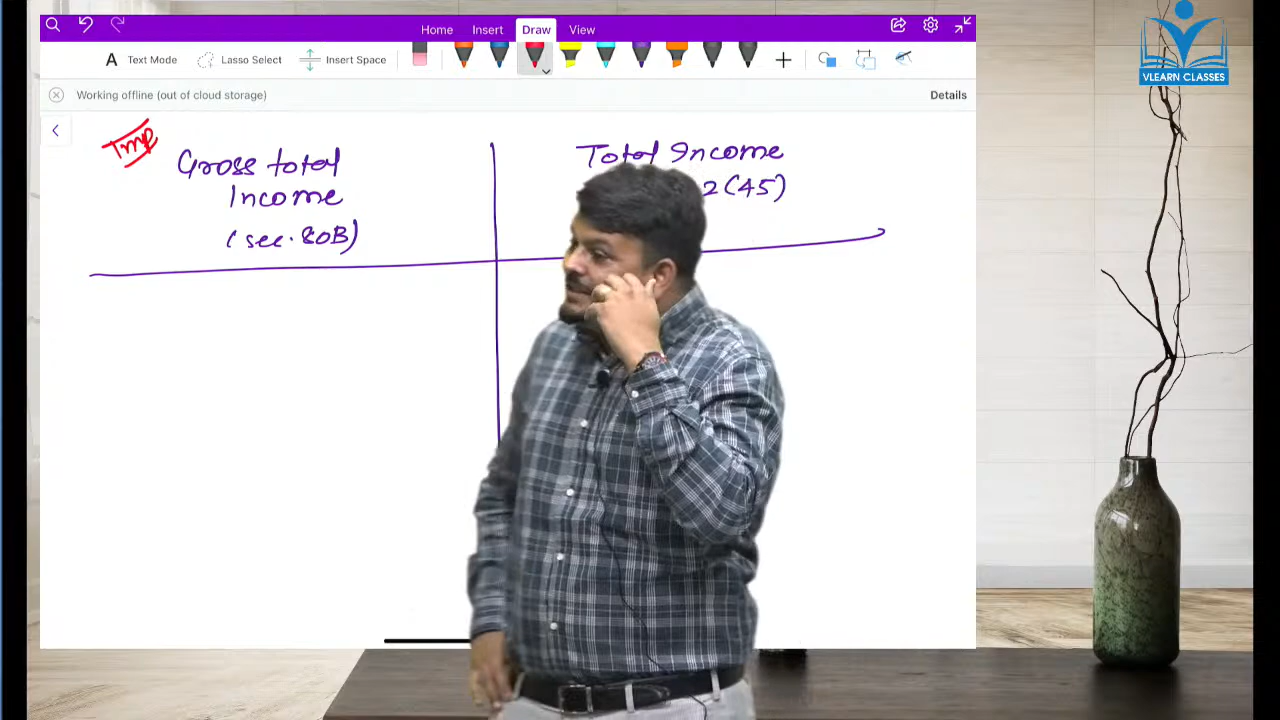 Home Insert Draw View
A Text Mode Lasso Select Insert Space
Working offline (out of cloud storage) Details
VLEARN CLASSES
Imp
Gross total
Income
(sec. 80B)
Total Income
2(45)